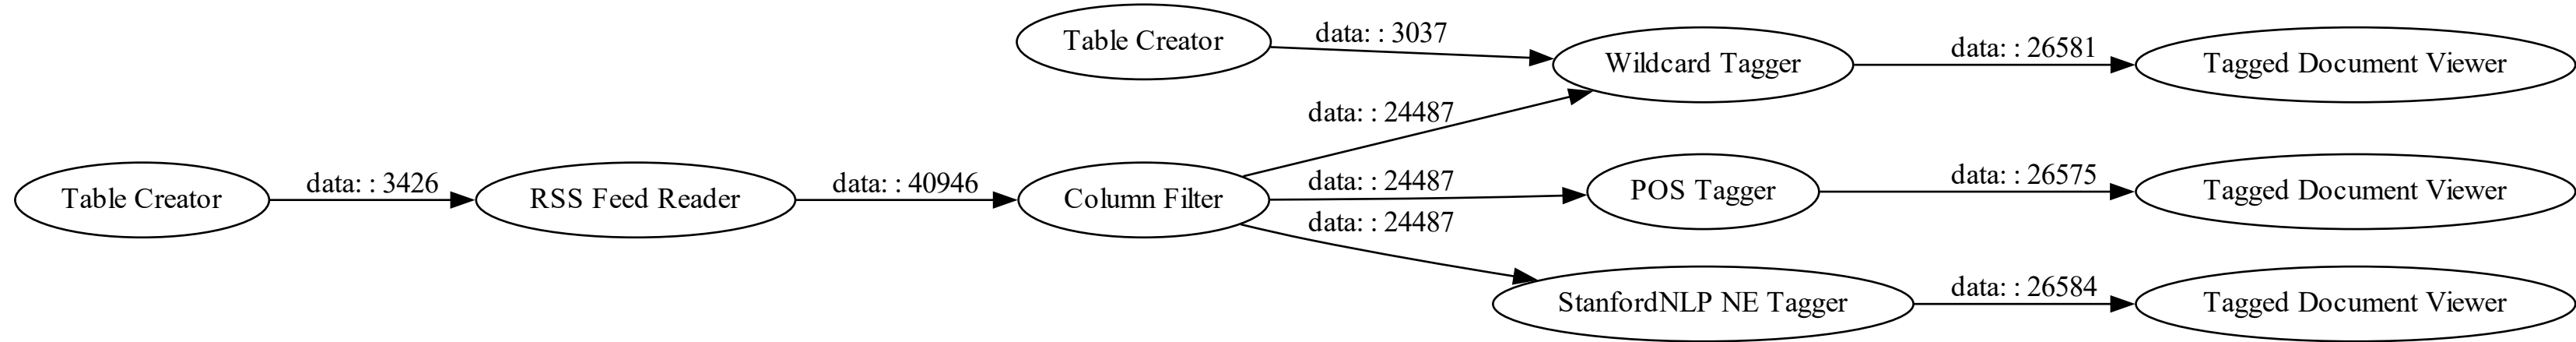 Table Creator
data: : 3037
Wildcard Tagger
data: : 26581
Tagged Document Viewer
data: : 24487
Table Creator
data: : 3426
RSS Feed Reader
data: : 40946
Column Filter
data: : 24487
POS Tagger
data: : 26575
Tagged Document Viewer
data: : 24487
StanfordNLP NE Tagger
data: : 26584
Tagged Document Viewer